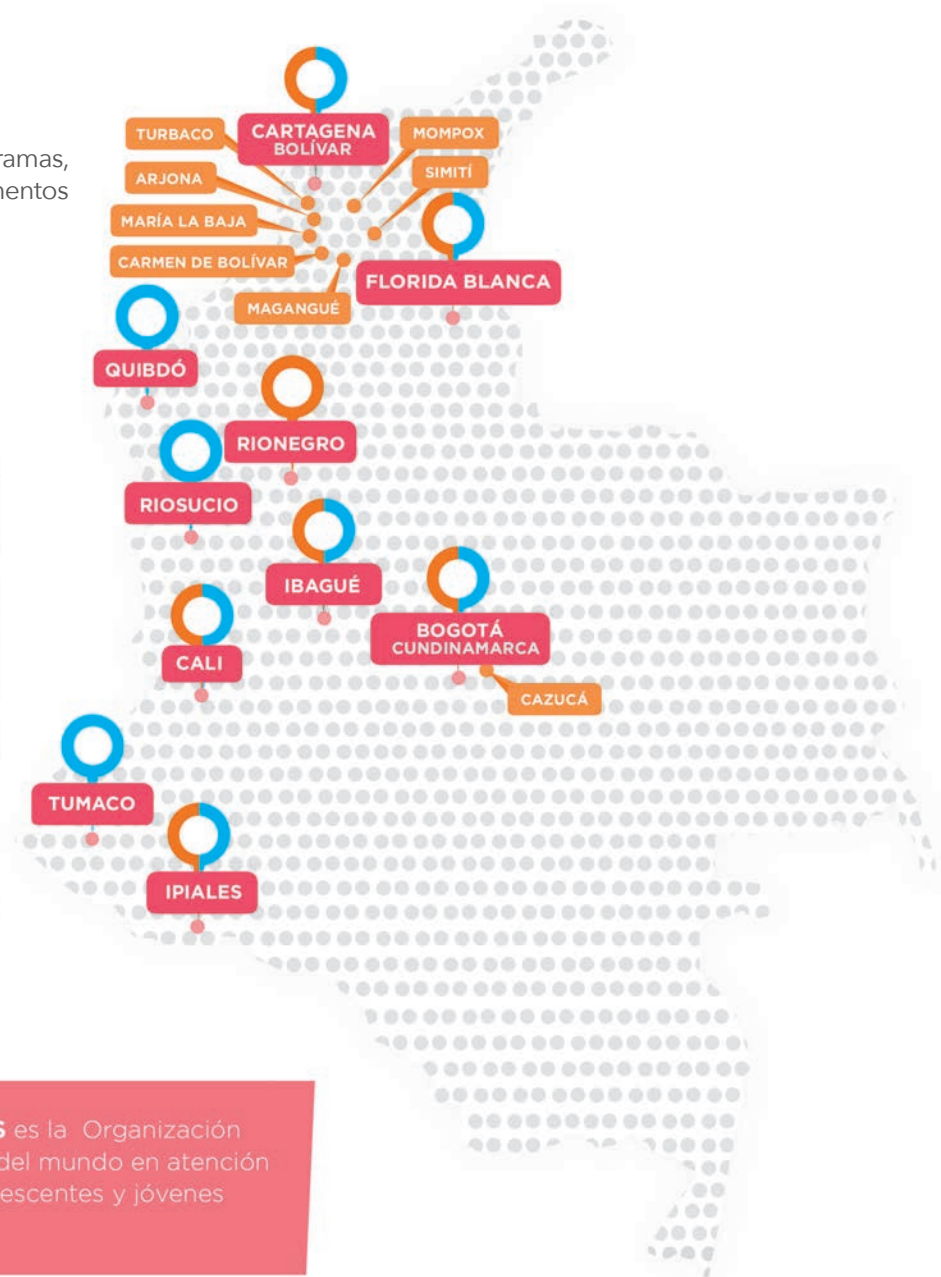 ramas,
mentos
CARTAGENA
BOLÍVAR
TURBACO
MOMPOX
ARJONA
SIMITÍ
MARÍA LA BAJA
CARMEN DE BOLÍVAR
FLORIDA BLANCA
MAGANGUÉ
QUIBDÓ
RIONEGRO
RIOSUCIO
IBAGUÉ
BOGOTÁ
CUNDINAMARCA
CALI
CAZUCÁ
TUMACO
IPIALES
S es la Organización
del mundo en atención
escentes y jóvenes